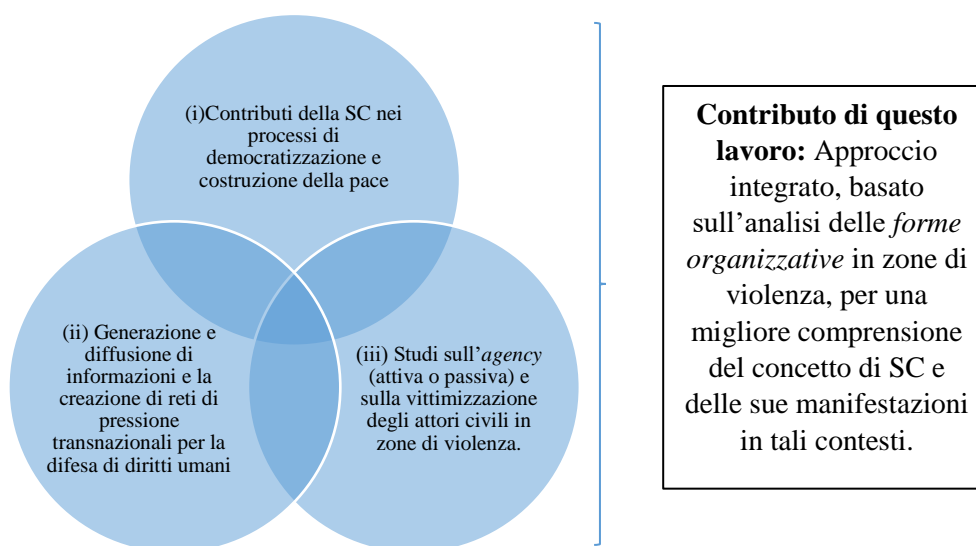 (i)Contributi della SC nei
processi di
democratizzazione e
costruzione della pace
(ii) Generazione e
diffusione di
informazioni e la
creazione di reti di
pressione
transnazionali per la
difesa di diritti umani
(iii) Studi sull'agency
(attiva o passiva) e
sulla vittimizzazione
degli attori civili in
zone di violenza.
Contributo di questo
lavoro: Approccio
integrato, basato
sull'analisi delle forme
organizzative in zone di
violenza, per una
migliore comprensione
del concetto di SC e
delle sue manifestazioni
in tali contesti.